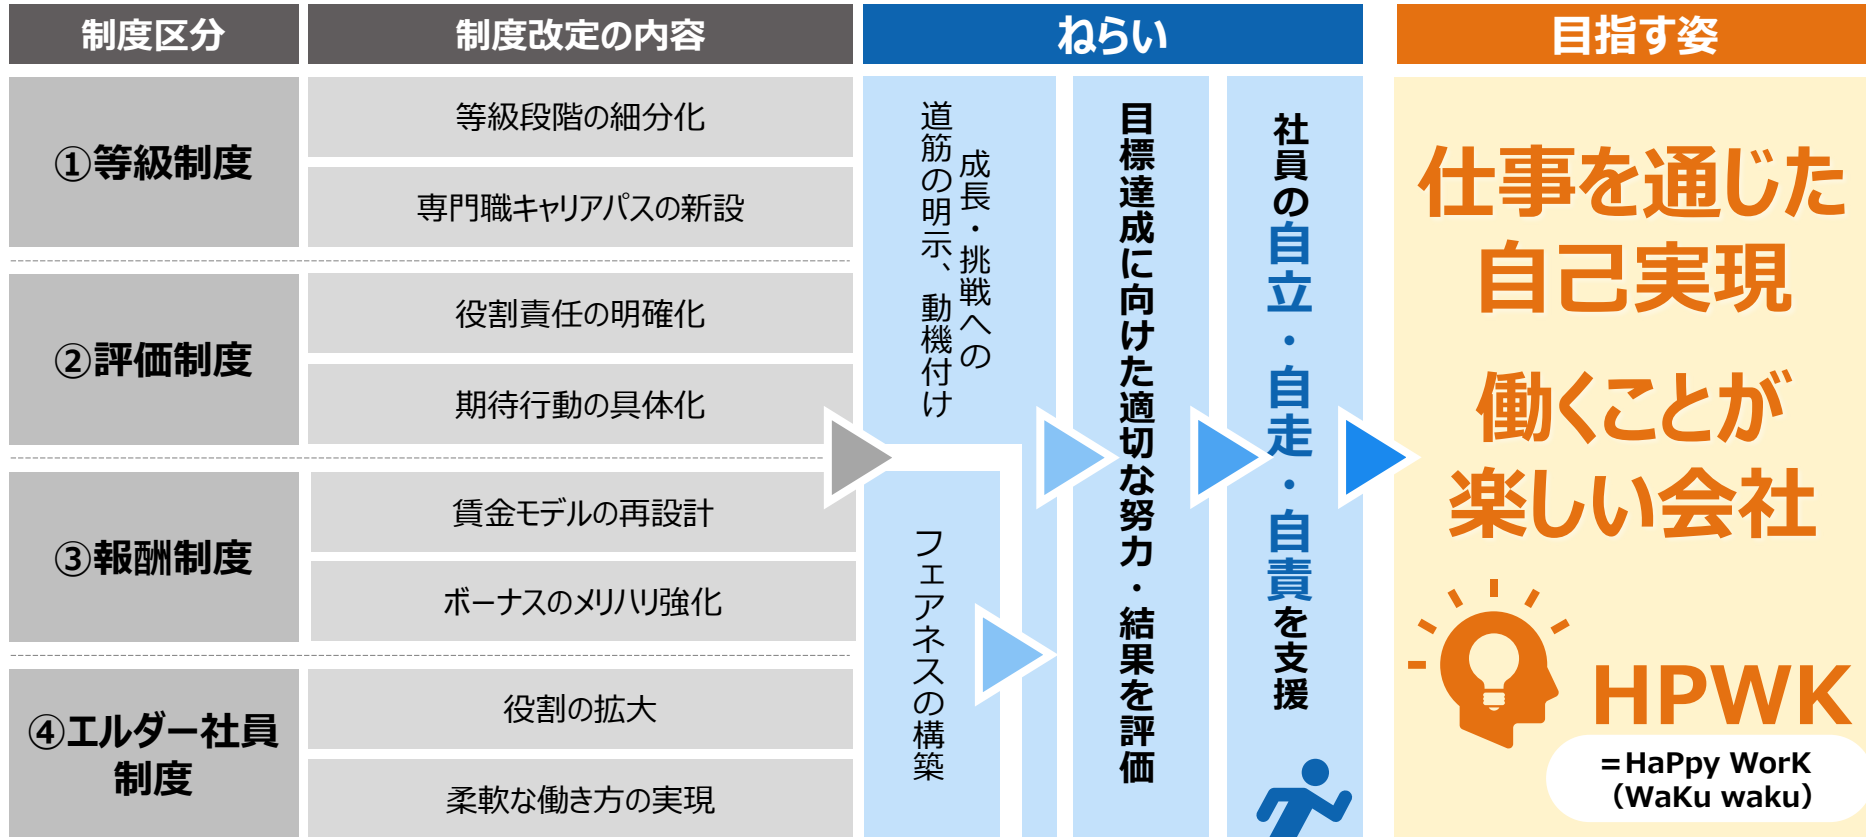 制度区分
制度改定の内容
ねらい
目指す姿
①等級制度
等級段階の細分化
専門職キャリアパスの新設
②評価制度
役割責任の明確化
期待行動の具体化
③報酬制度
賃金モデルの再設計
ボーナスのメリハリ強化
④エルダー社員
制度
役割の拡大
柔軟な働き方の実現
成長・挑戦への
道筋の明示、動機付け
フェアネスの構築
目標達成に向けた適切な努力・結果を評価
社員の自立・自走・自責を支援
仕事を通じた
自己実現
働くことが
楽しい会社
HPWK
＝HaPpy WorK
（WaKu waku）